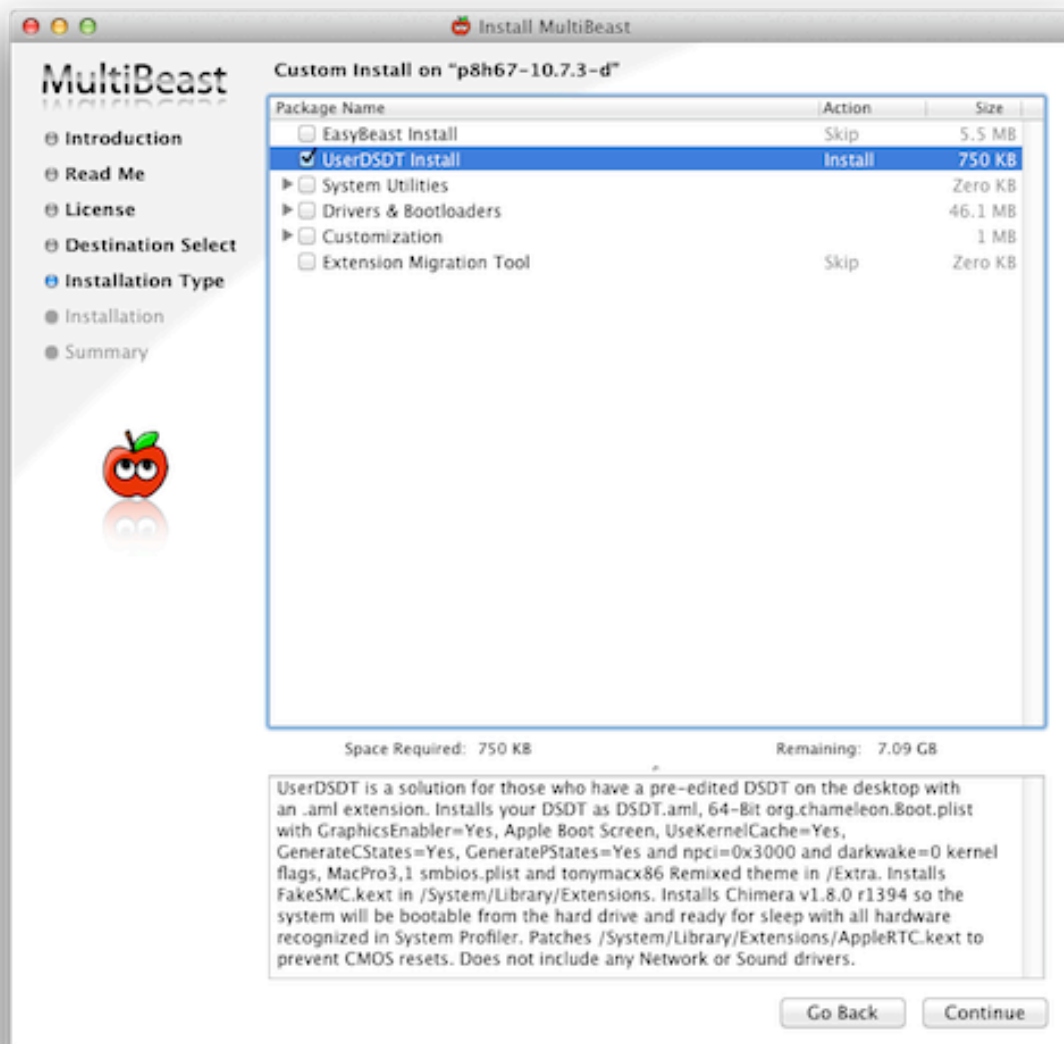 Install MultiBeast
MultiBeast
Introduction
Read Me
License
Destination Select
Installation Type
Installation
Summary
Custom Install on "p8h67-10.7.3-d"
Package Name Action Size
EasyBeast Install Skip 5.5 MB
UserDSDT Install Install 750 KB
System Utilities Zero KB
Drivers & Bootloaders 46.1 MB
Customization 1 MB
Extension Migration Tool Skip Zero KB
Space Required: 750 KB Remaining: 7.09 GB
UserDSDT is a solution for those who have a pre-edited DSDT on the desktop with
an .aml extension. Installs your DSDT as DSDT.aml, 64-Bit org.chameleon.Boot.plist
with GraphicsEnabler=Yes, Apple Boot Screen, UseKernelCache=Yes,
GenerateCStates=Yes, GeneratePStates=Yes and npci=0x3000 and darkwake=0 kernel
flags, MacPro3,1 smbios.plist and tonymacx86 Remixed theme in /Extra. Installs
FakeSMC.kext in /System/Library/Extensions. Installs Chimera v1.8.0 r1394 so the
system will be bootable from the hard drive and ready for sleep with all hardware
recognized in System Profiler. Patches /System/Library/Extensions/AppleRTC.kext to
prevent CMOS resets. Does not include any Network or Sound drivers.
Go Back Continue